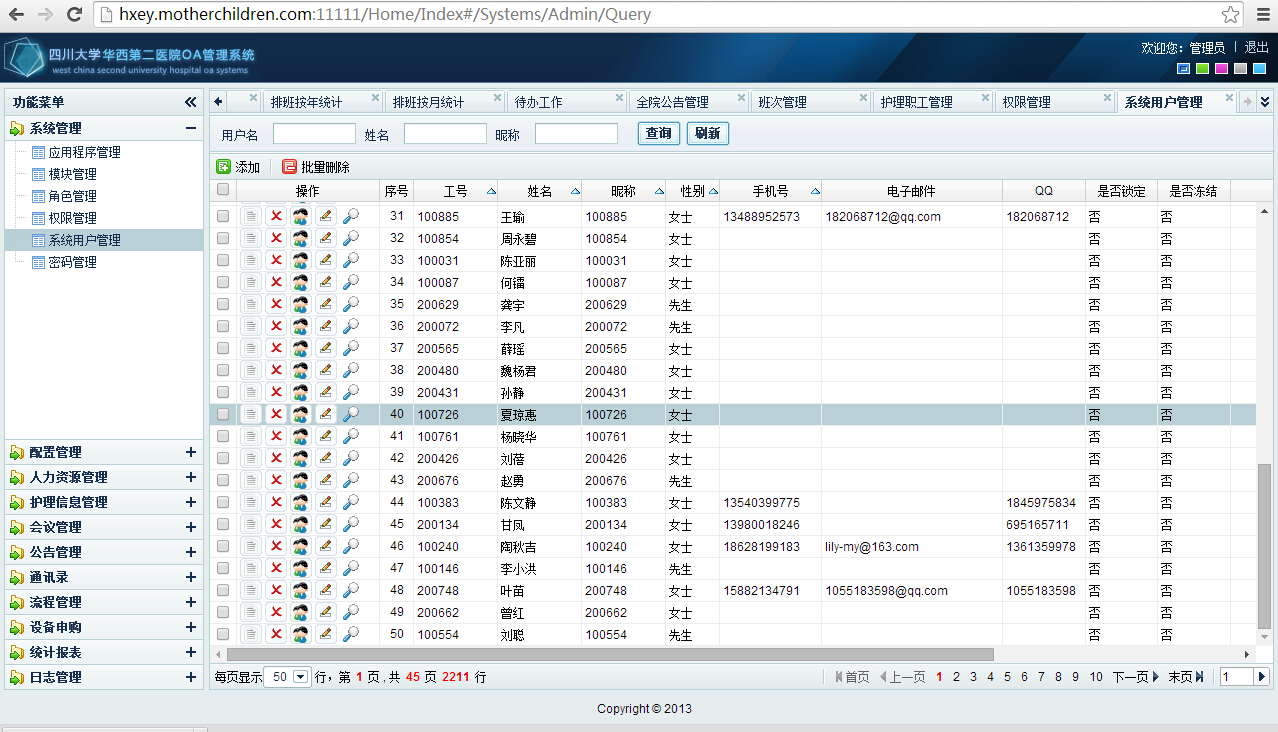 hxey.motherchildren.com:11111/Home/Index#/Systems/Admin/Query
四川大学华西第二医院OA管理系统
west china second university hospital oa systems
欢迎您：管理员 | 退出
功能菜单
系统管理
应用程序管理
模块管理
角色管理
权限管理
系统用户管理
密码管理
配置管理
人力资源管理
护理信息管理
会议管理
公告管理
通讯录
流程管理
设备申购
统计报表
日志管理
排班按年统计 排班按月统计 待办工作 全院公告管理 班次管理 护理职工管理 权限管理 系统用户管理
用户名 姓名 昵称 查询 刷新
添加 批量删除
操作 序号 工号 姓名 昵称 性别 手机号 电子邮件 QQ 是否锁定 是否冻结
31 100885 王瑜 100885 女士 13488952573 182068712@qq.com 182068712 否 否
32 100854 周永碧 100854 女士 否 否
33 100031 陈亚丽 100031 女士 否 否
34 100087 何镭 100087 女士 否 否
35 200629 龚宇 200629 先生 否 否
36 200072 李凡 200072 先生 否 否
37 200565 薛瑶 200565 女士 否 否
38 200480 魏杨君 200480 女士 否 否
39 200431 孙静 200431 女士 否 否
40 100726 夏琼惠 100726 女士 否 否
41 100761 杨晓华 100761 女士 否 否
42 200426 刘蓓 200426 女士 否 否
43 200676 赵勇 200676 先生 否 否
44 100383 陈文静 100383 女士 13540399775 1845975834 否 否
45 200134 甘凤 200134 女士 13980018246 695165711 否 否
46 100240 陶秋吉 100240 女士 18628199183 lily-my@163.com 1361359978 否 否
47 100146 李小洪 100146 先生 否 否
48 200748 叶苗 200748 女士 15882134791 1055183598@qq.com 1055183598 否 否
49 200662 曾红 200662 女士 否 否
50 100554 刘聪 100554 先生 否 否
每页显示 50 行，第 1 页，共 45 页 2211 行 首页 上一页 1 2 3 4 5 6 7 8 9 10 下一页 末页 1
Copyright © 2013